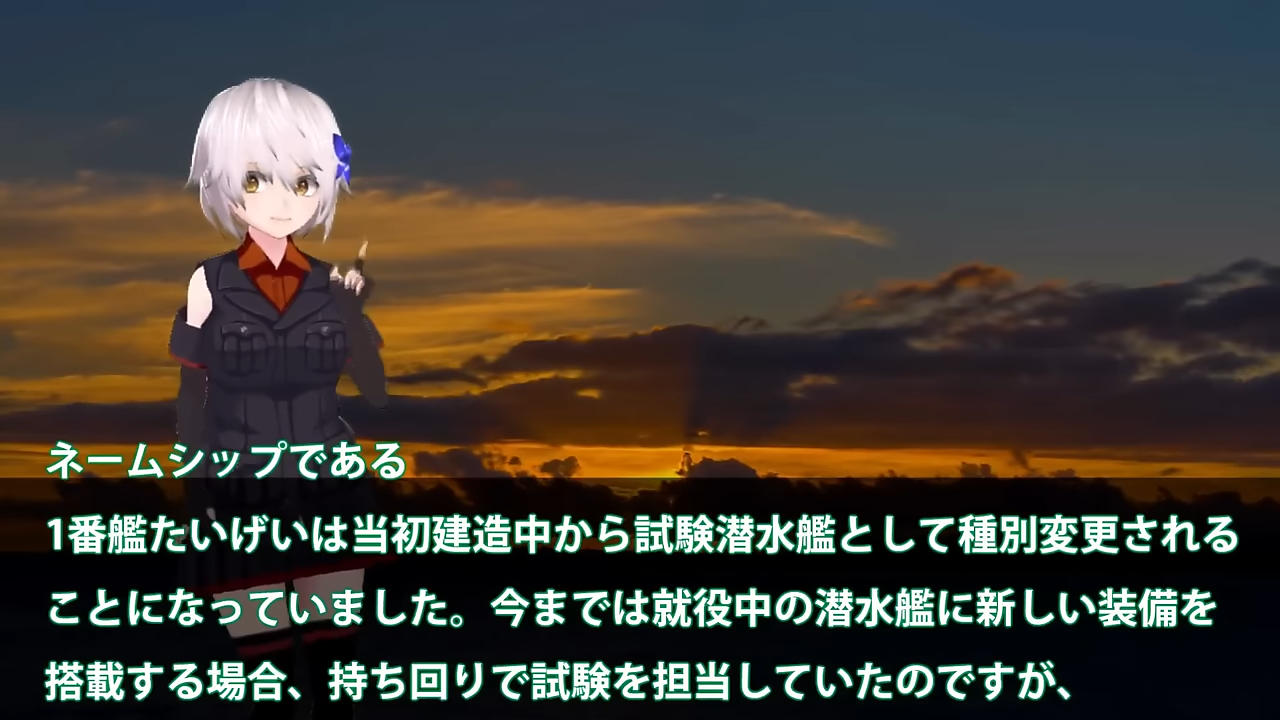 ネームシップである
1番艦たいげいは当初建造中から試験潜水艦として種別変更される
ことになっていました。今までは就役中の潜水艦に新しい装備を
搭載する場合、持ち回りで試験を担当していたのですが、